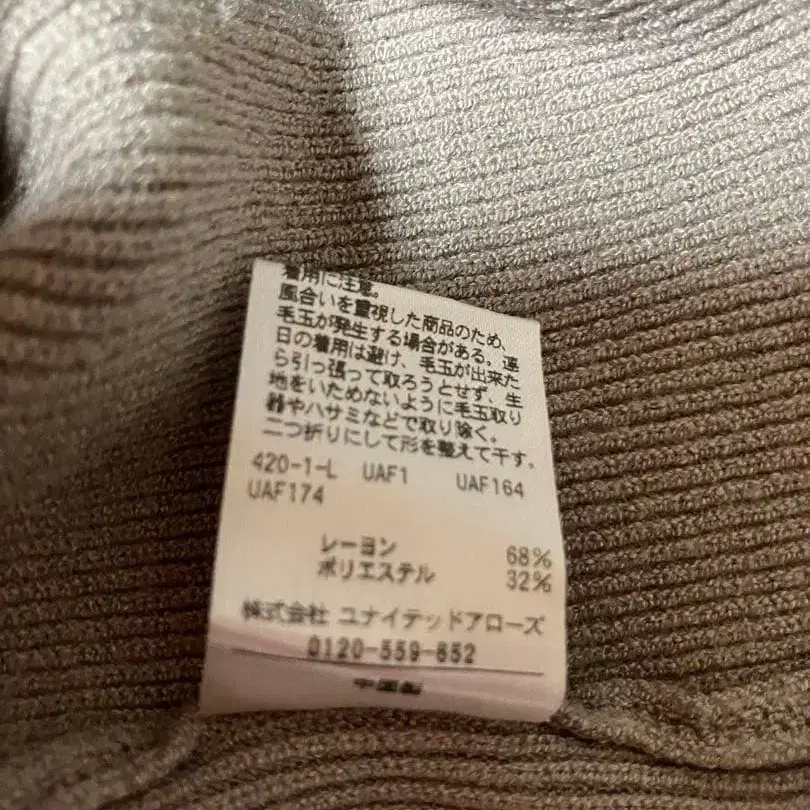 着用に注意。
風合いを重視した商品のため、
毛玉が発生する場合がある。連
日の着用は避け、毛玉が出来た
ら引っ張って取ろうとせず、生
地をいためないように毛玉取り
器やハサミなどで取り除く。
二つ折りにして形を整えて干す。
420-1-L UAF1 UAF164
UAF174
レーヨン 68%
ポリエステル 32%
株式会社 ユナイテッドアローズ
0120-559-652
中国製